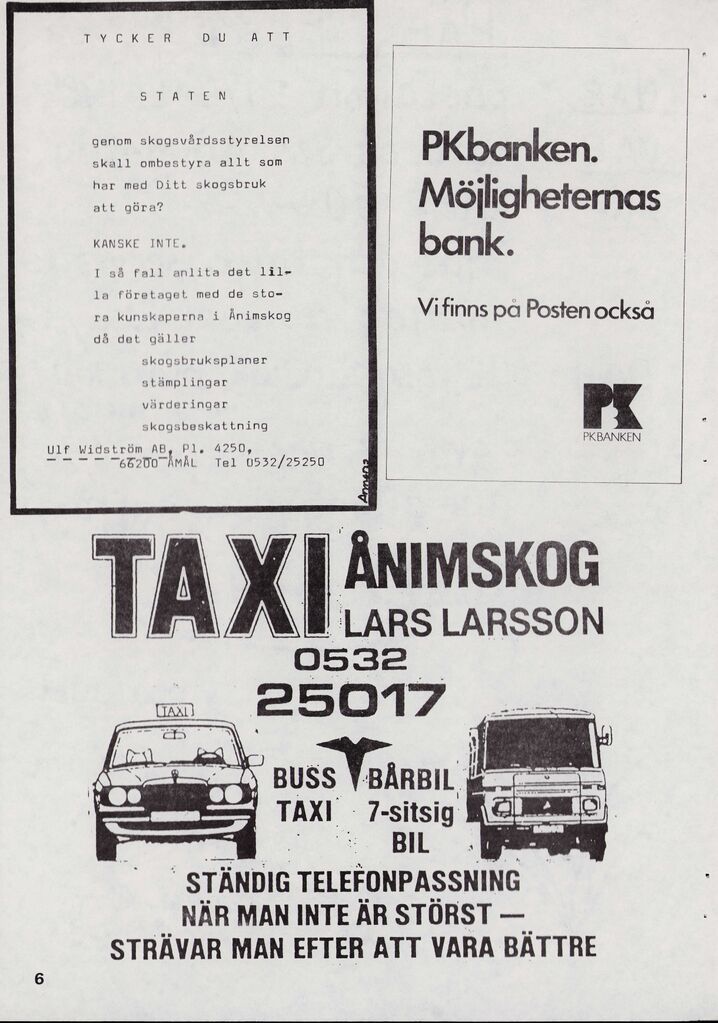 TYCKER DU ATT
STATEN
genom skogsvårdsstyrelsen
skall ombestyra allt som
har med Ditt skogsbruk
att göra?
KANSKE INTE.
I så fall anlita det lil-
la företaget med de sto-
ra kunskaperna i Ånimskog
då det gäller
skogsbruksplaner
stämplingar
värderingar
skogsbeskattning
Ulf Widström AB, Pl. 4250,
66200 ÅMÅL Tel 0532/25250
PKbanken.
Möjligheternas
bank.
Vi finns på Posten också
PK
PKBANKEN
TAXI ÅNIMSKOG
LARS LARSSON
0532
25017
TAXI
BUSS BÅRBIL
TAXI 7-sitsig
BIL
STÄNDIG TELEFONPASSNING
NÄR MAN INTE ÄR STÖRST —
STRÄVAR MAN EFTER ATT VARA BÄTTRE
6